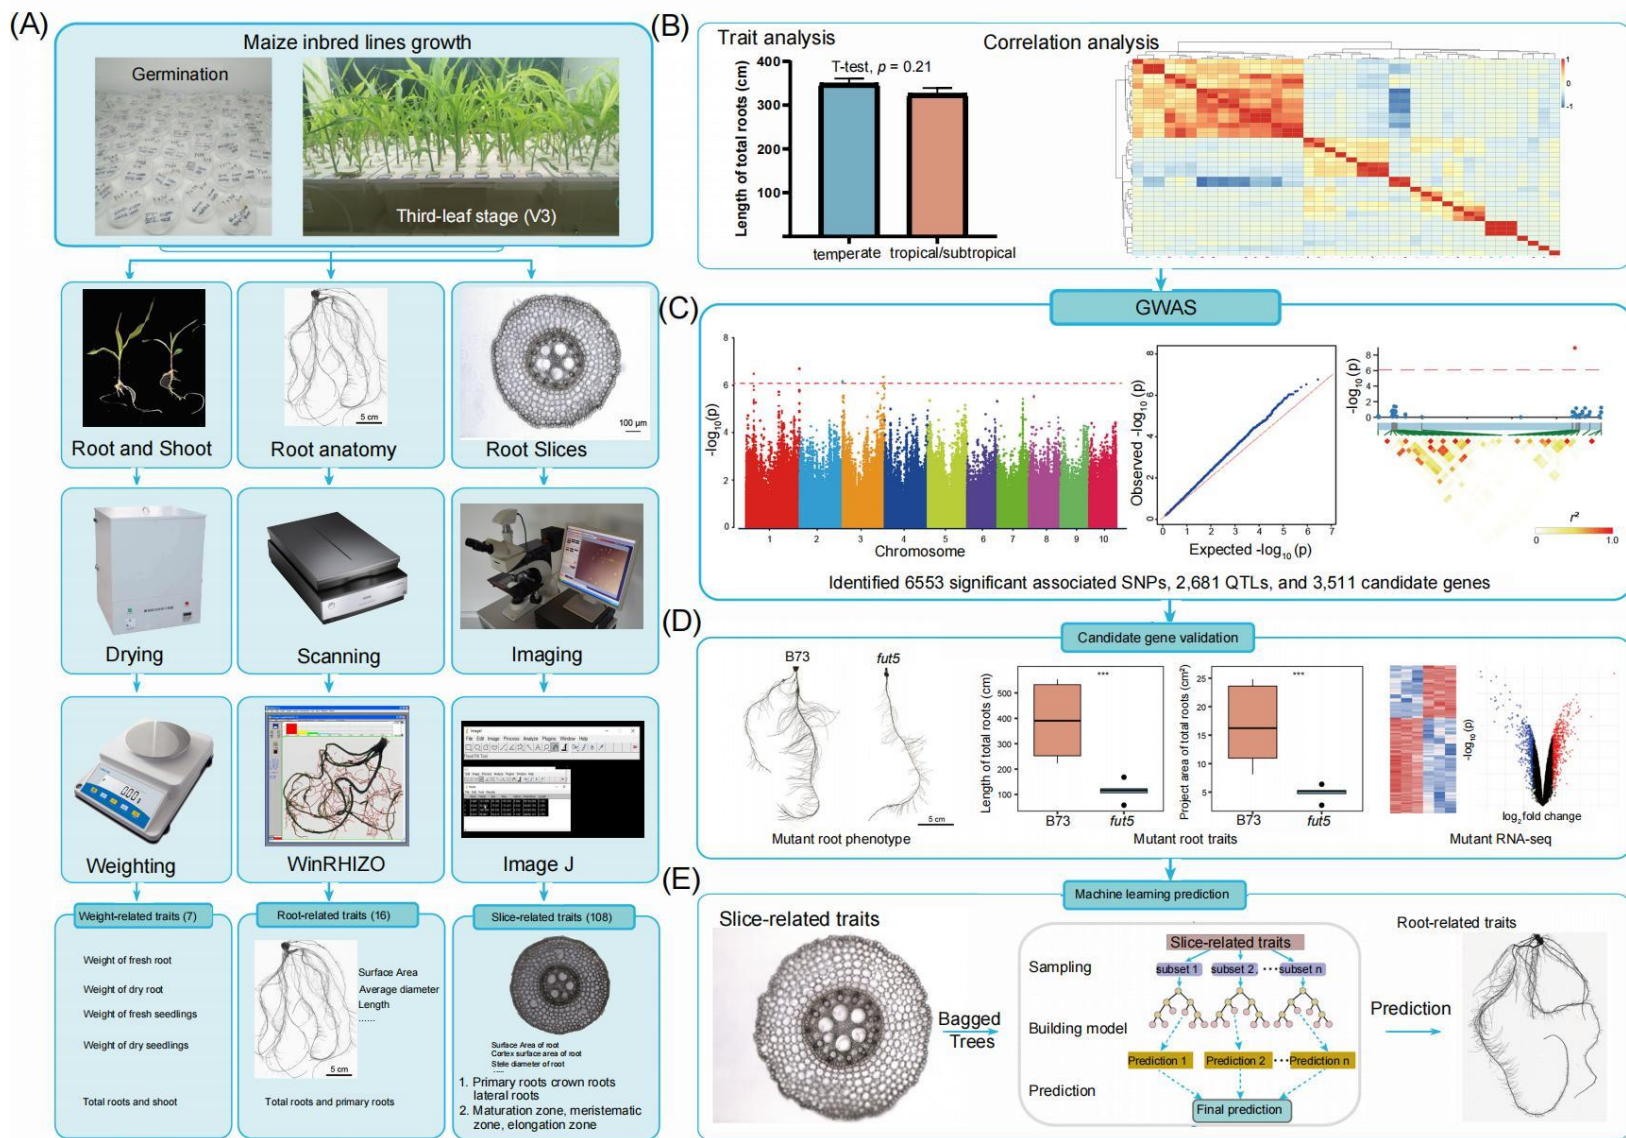 (A)
Maize inbred lines growth
Germination
Third-leaf stage (V3)
Root and Shoot
5 cm
Root anatomy
100 μm
Root Slices
Drying
Scanning
Imaging
Weighting
WinRHIZO
Image J
Weight-related traits (7)
Weight of fresh root
Weight of dry root
Weight of fresh seedlings
Weight of dry seedlings
Total roots and shoot
Root-related traits (16)
Surface Area
Average diameter
Length
......
5 cm
Total roots and primary roots
Slice-related traits (108)
Surface Area of root
Cortex surface area of root
Stele diameter of root
1. Primary roots crown roots
lateral roots
2. Maturation zone, meristematic
zone, elongation zone
(B)
Trait analysis
Length of total roots (cm)
400
300
200
100
T-test, p = 0.21
temperate
tropical/subtropical
Correlation analysis
1
0
-1
(C)
GWAS
-log10(p)
8
6
4
2
0
1 2 3 4 5 6 7 8 9 10
Chromosome
Observed -log10(p)
8
6
4
2
0
0 1 2 3 4 5 6 7
Expected -log10(p)
-log10(p)
8
6
4
2
0
r²
0 1.0
Identified 6553 significant associated SNPs, 2,681 QTLs, and 3,511 candidate genes
(D)
Candidate gene validation
B73
fut5
5 cm
Mutant root phenotype
Length of total roots (cm)
500
400
300
200
100
***
B73
fut5
Project area of total roots (cm²)
25
20
15
10
5
***
B73
fut5
Mutant root traits
-log10(p)
log2 fold change
Mutant RNA-seq
(E)
Machine learning prediction
Slice-related traits
Bagged
Trees
Sampling
Building model
Prediction
Slice-related traits
subset 1
subset 2
subset n
Prediction 1
Prediction 2
Prediction n
Final prediction
Prediction
Root-related traits